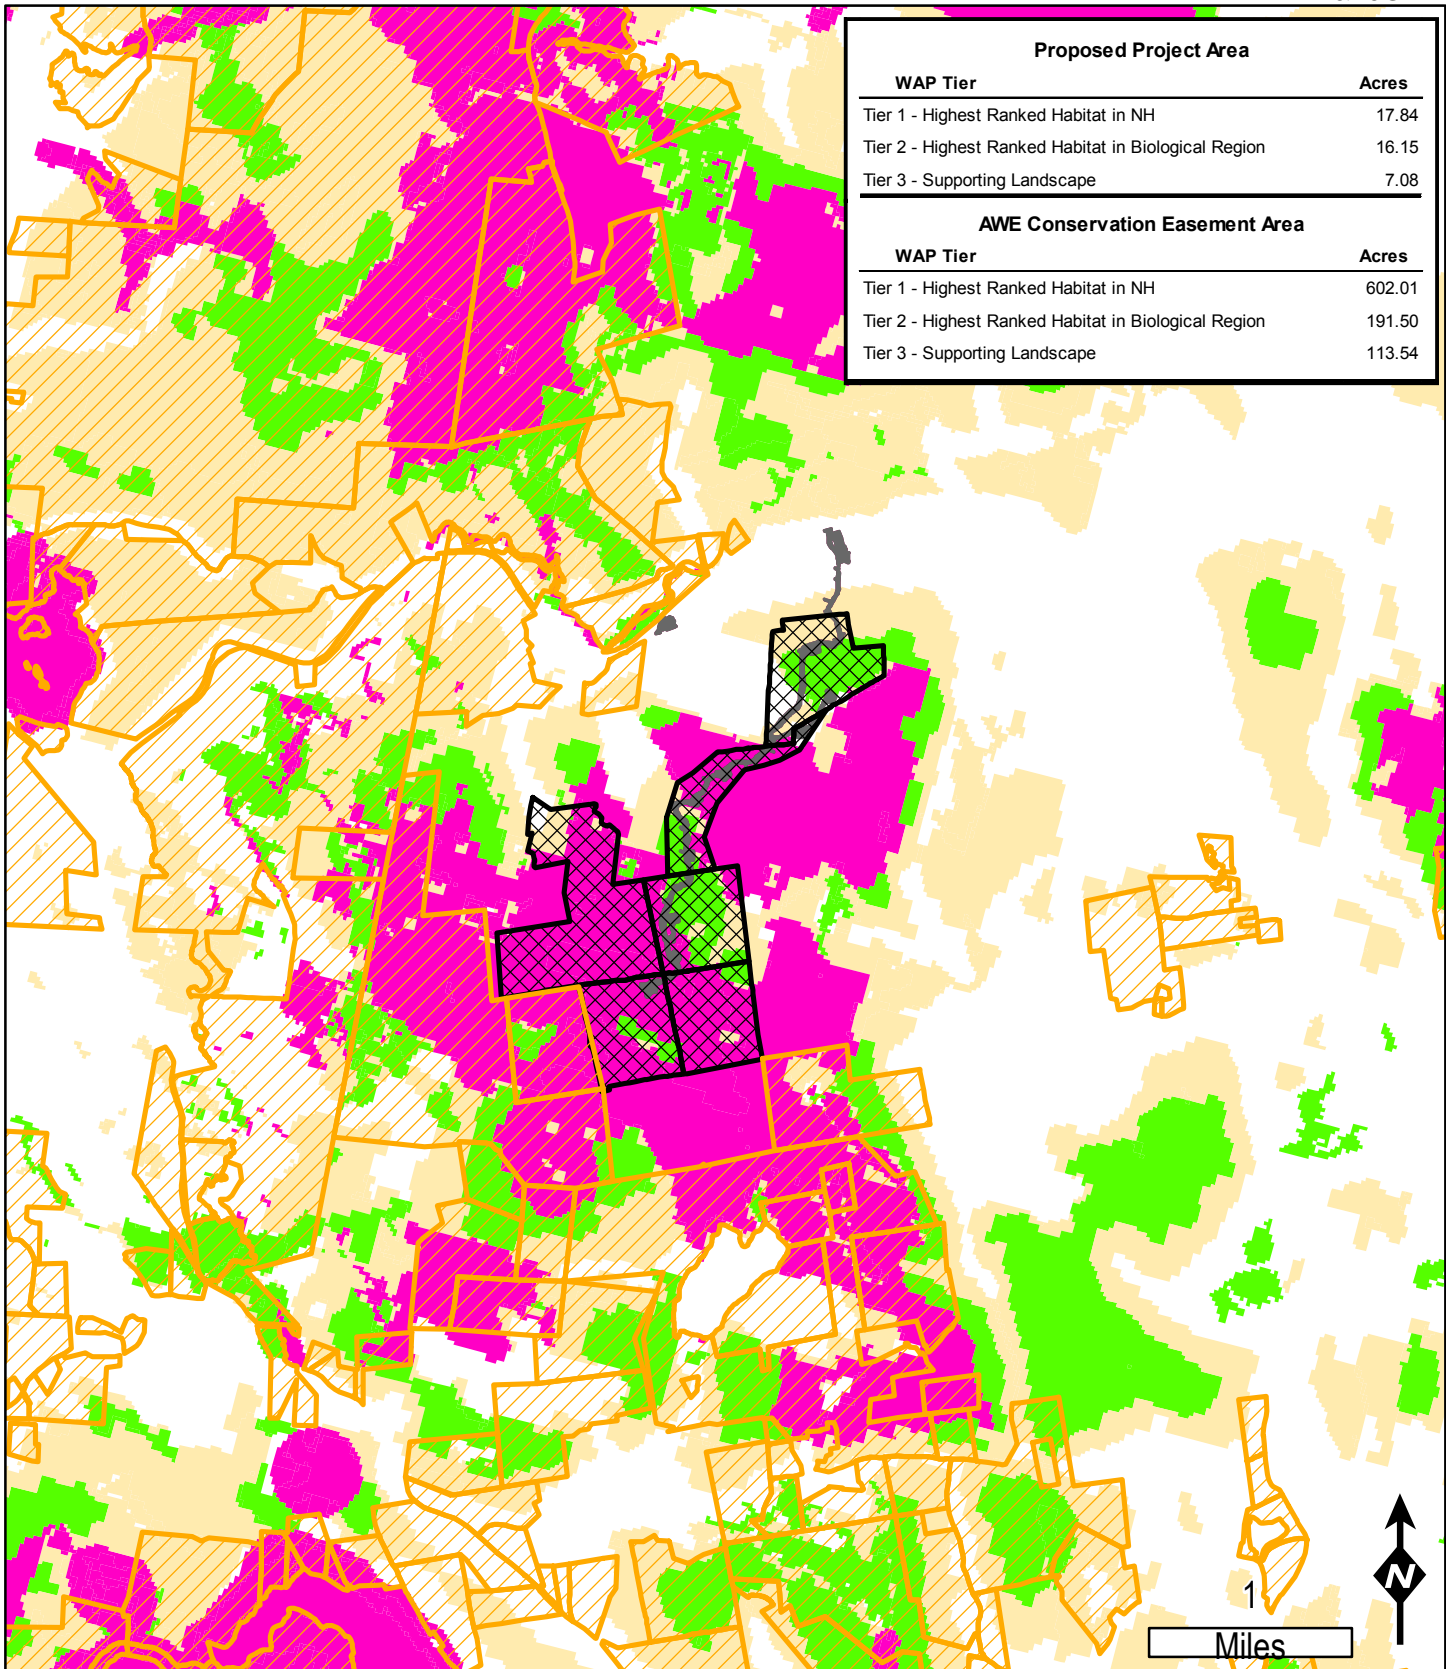 Proposed Project Area
WAP Tier Acres
Tier 1 - Highest Ranked Habitat in NH 17.84
Tier 2 - Highest Ranked Habitat in Biological Region 16.15
Tier 3 - Supporting Landscape 7.08
AWE Conservation Easement Area
WAP Tier Acres
Tier 1 - Highest Ranked Habitat in NH 602.01
Tier 2 - Highest Ranked Habitat in Biological Region 191.50
Tier 3 - Supporting Landscape 113.54
N
1
Miles